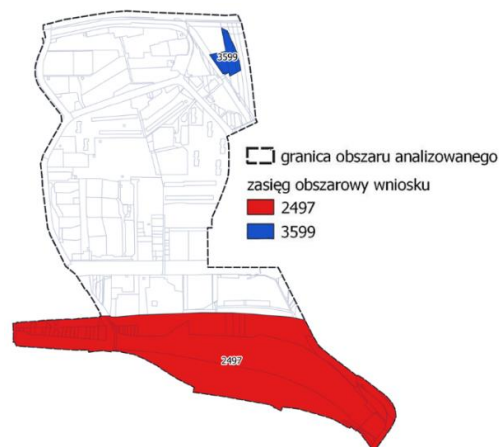 3599
granica obszaru analizowanego
zasięg obszarowy wniosku
2497
3599
2497